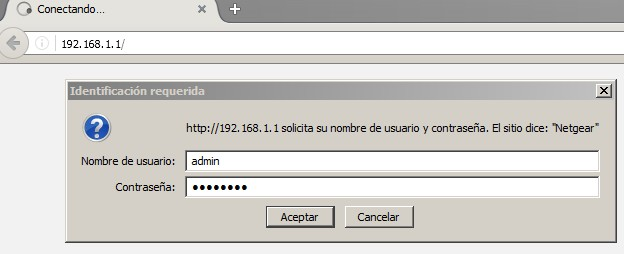 Conectando...
192.168.1.1/
Identificación requerida
http://192.168.1.1 solicita su nombre de usuario y contraseña. El sitio dice: "Netgear"
Nombre de usuario: admin
Contraseña: ••••••••
Aceptar Cancelar